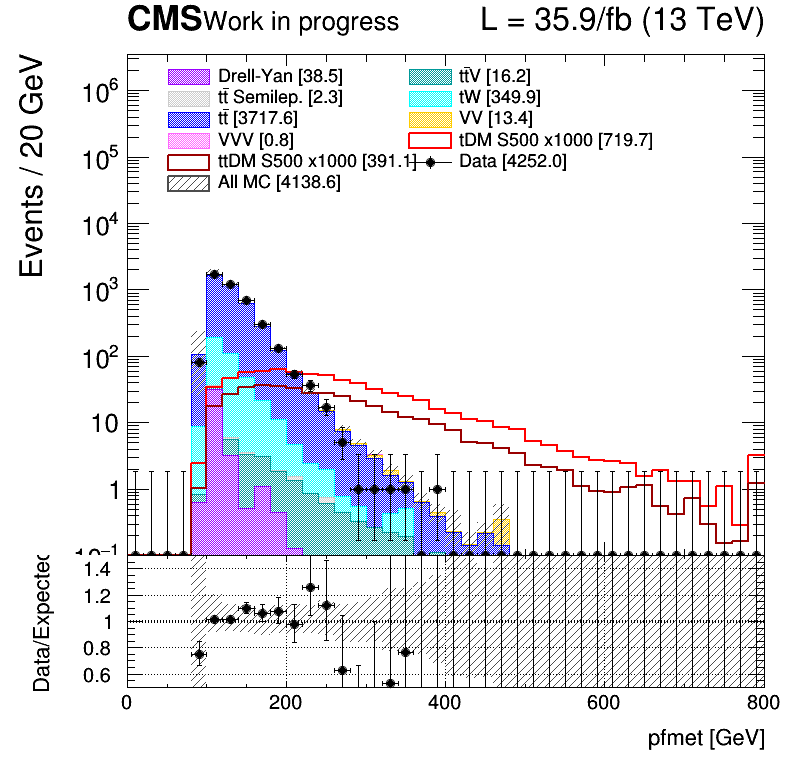 CMS Work in progress L = 35.9/fb (13 TeV)
Events / 20 GeV
Drell-Yan [38.5] tt̄V [16.2]
tt̄ Semilep. [2.3] tW [349.9]
tt̄ [3717.6] VV [13.4]
VVV [0.8] tDM S500 x1000 [719.7]
ttDM S500 x1000 [391.1] Data [4252.0]
All MC [4138.6]
10⁶
10⁵
10⁴
10³
10²
10
1
10⁻¹
Data/Expected
1.4
1.2
1
0.8
0.6
0 200 400 600 800
pfmet [GeV]